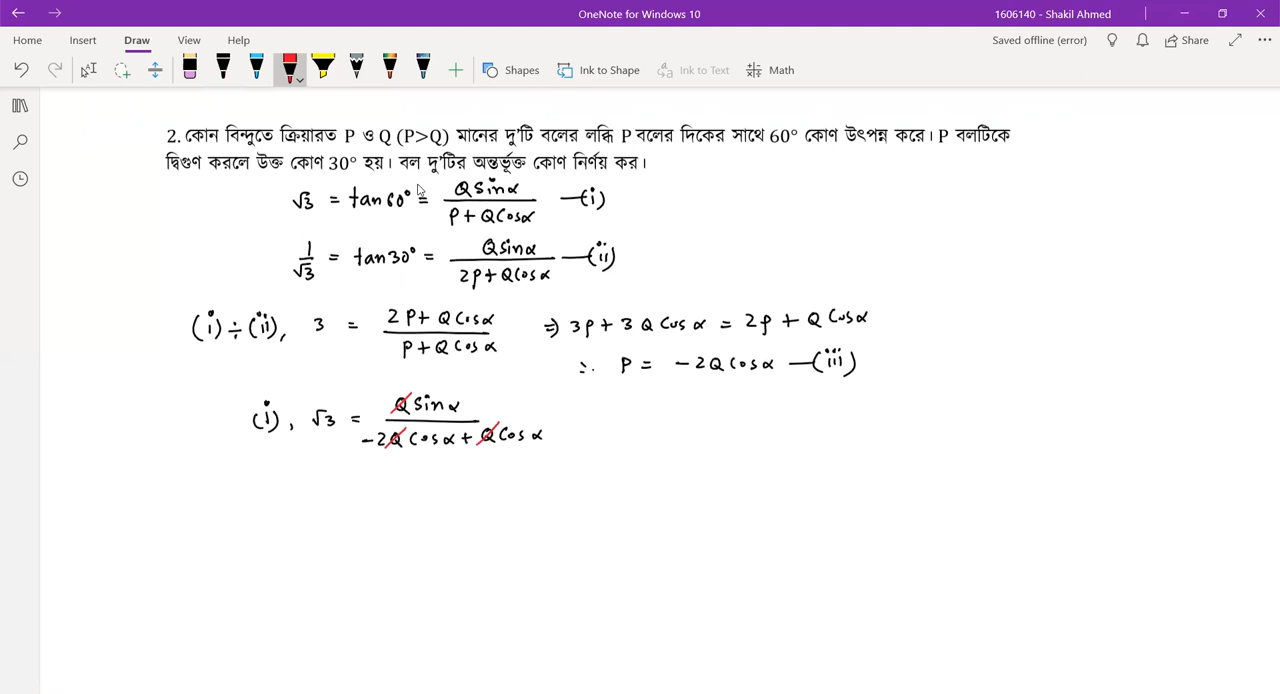 OneNote for Windows 10
1606140 - Shakil Ahmed
Home Insert Draw View Help
Saved offline (error) Share
Shapes Ink to Shape Ink to Text Math
2. কোন বিন্দুতে ক্রিয়ারত P ও Q (P>Q) মানের দু'টি বলের লব্ধি P বলের দিকের সাথে 60° কোণ উৎপন্ন করে। P বলটিকে
দ্বিগুণ করলে উক্ত কোণ 30° হয়। বল দু'টির অন্তর্ভূক্ত কোণ নির্ণয় কর।
√3 = tan60° = Qsinα / P + Qcosα —(i)
1/√3 = tan30° = Qsinα / 2P + Qcosα —(ii)
(i) ÷ (ii), 3 = 2P + Qcosα / P + Qcosα ⇒ 3P + 3Qcosα = 2P + Qcosα
∴ P = -2Qcosα —(iii)
(i), √3 = Qsinα / -2Qcosα + Qcosα